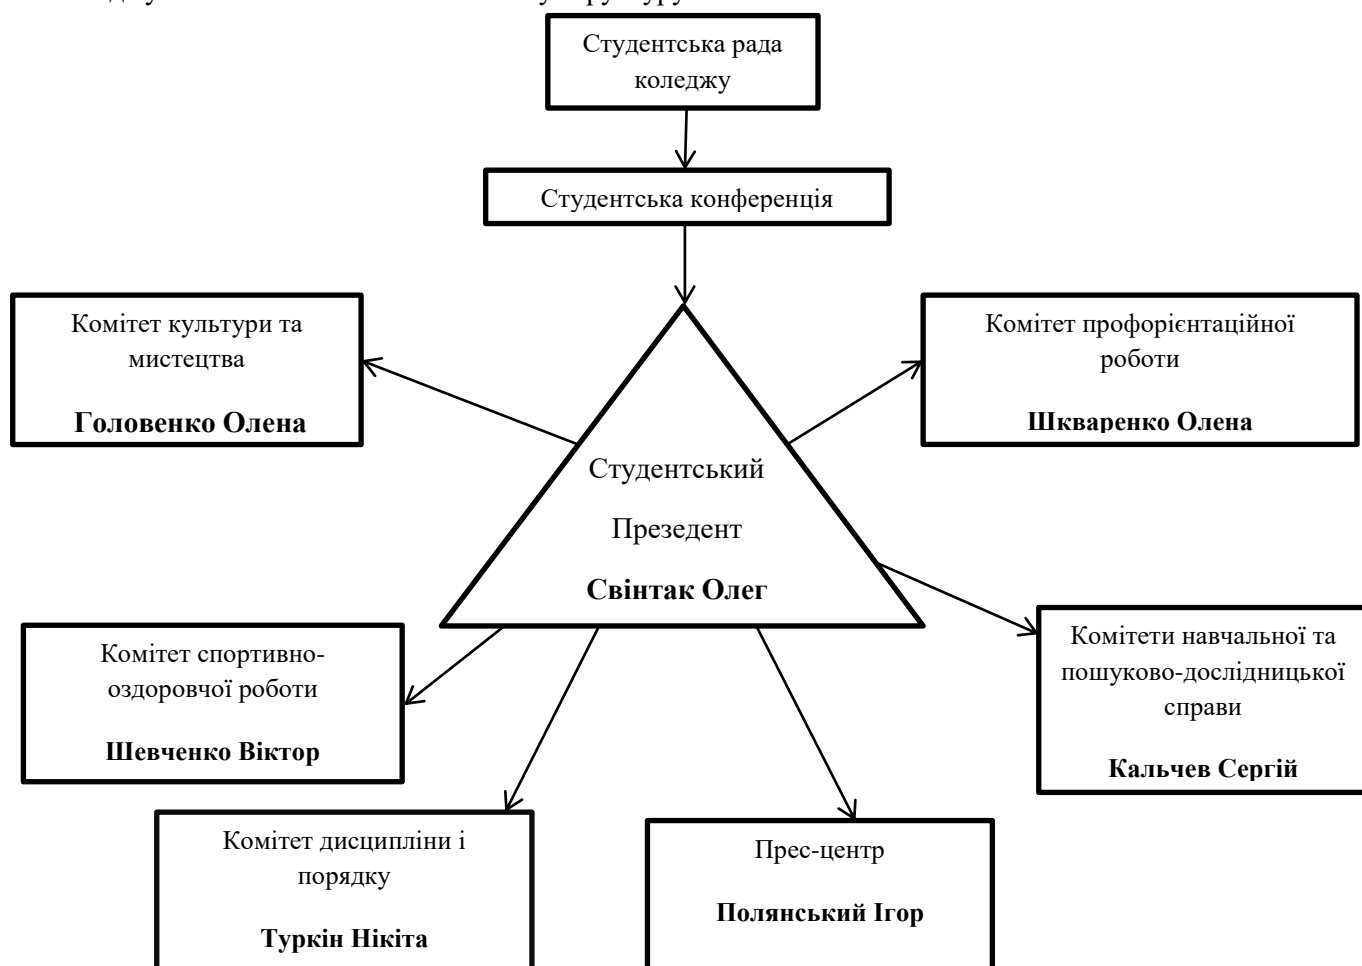 Студентська рада
коледжу
Студентська конференція
Комітет культури та
мистецтва
Головенко Олена
Комітет профорієнтаційної
роботи
Шкваренко Олена
Студентський
Презедент
Свінтак Олег
Комітет спортивно-
оздоровчої роботи
Шевченко Віктор
Комітети навчальної та
пошуково-дослідницької
справи
Кальчев Сергій
Комітет дисципліни і
порядку
Туркін Нікіта
Прес-центр
Полянський Ігор